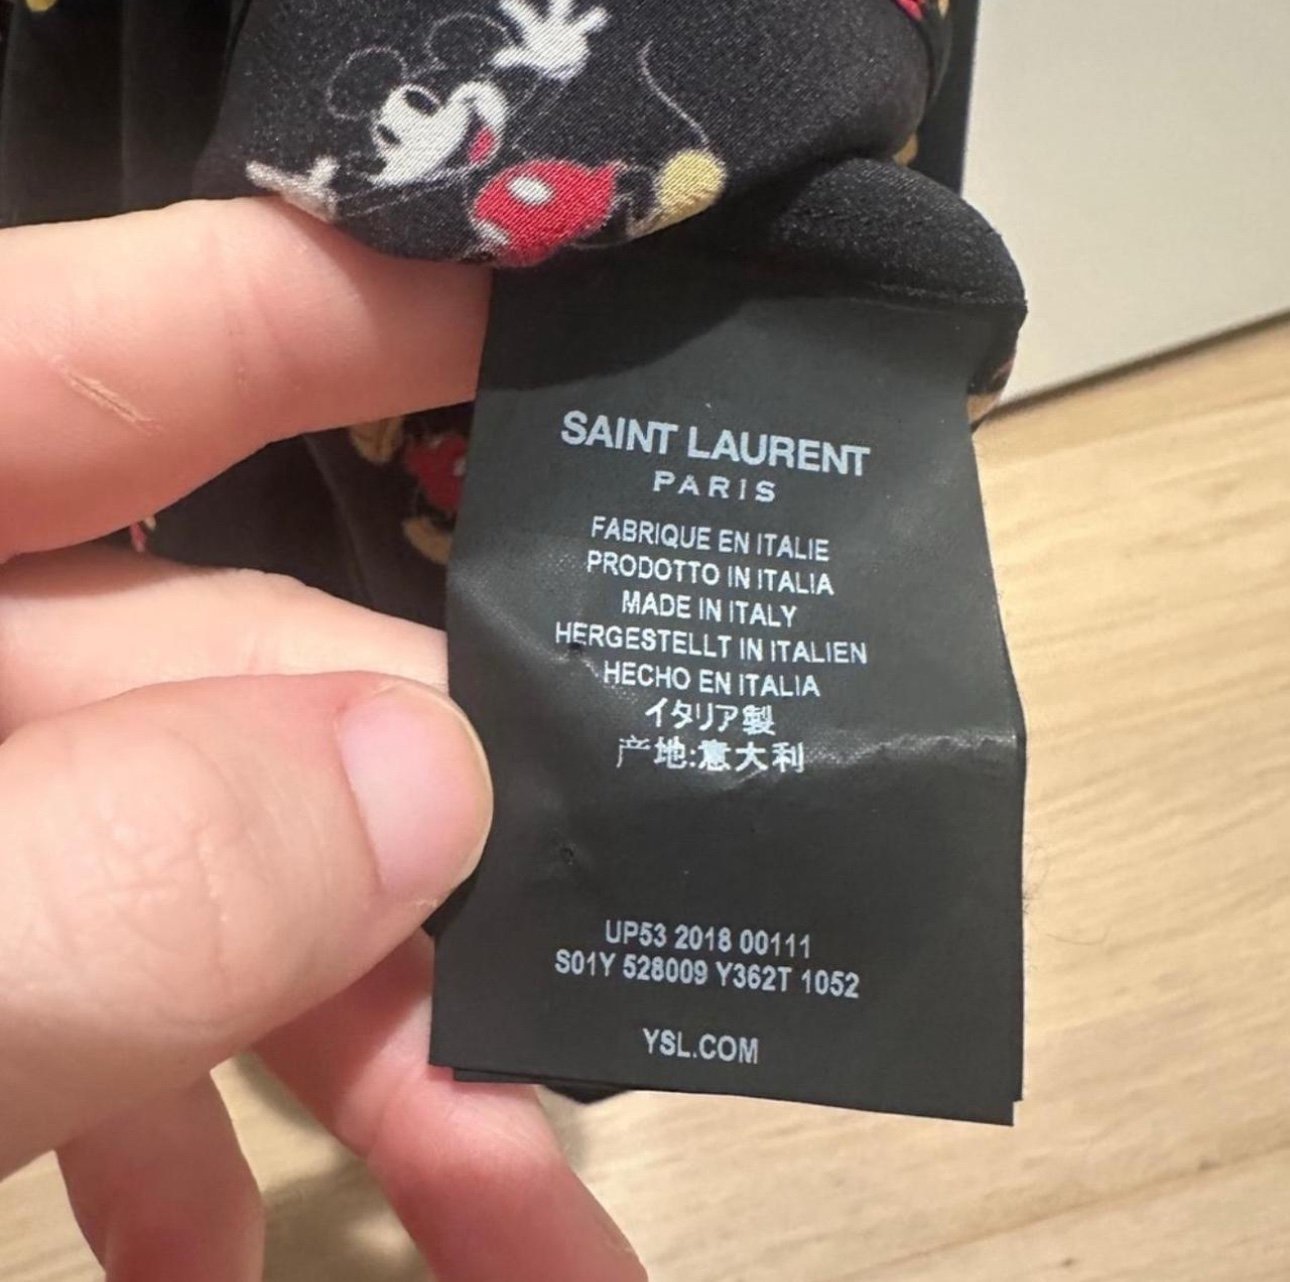 SAINT LAURENT
PARIS
FABRIQUE EN ITALIE
PRODOTTO IN ITALIA
MADE IN ITALY
HERGESTELLT IN ITALIEN
HECHO EN ITALIA
イタリア製
产地:意大利
UP53 2018 00111
S01Y 528009 Y362T 1052
YSL.COM